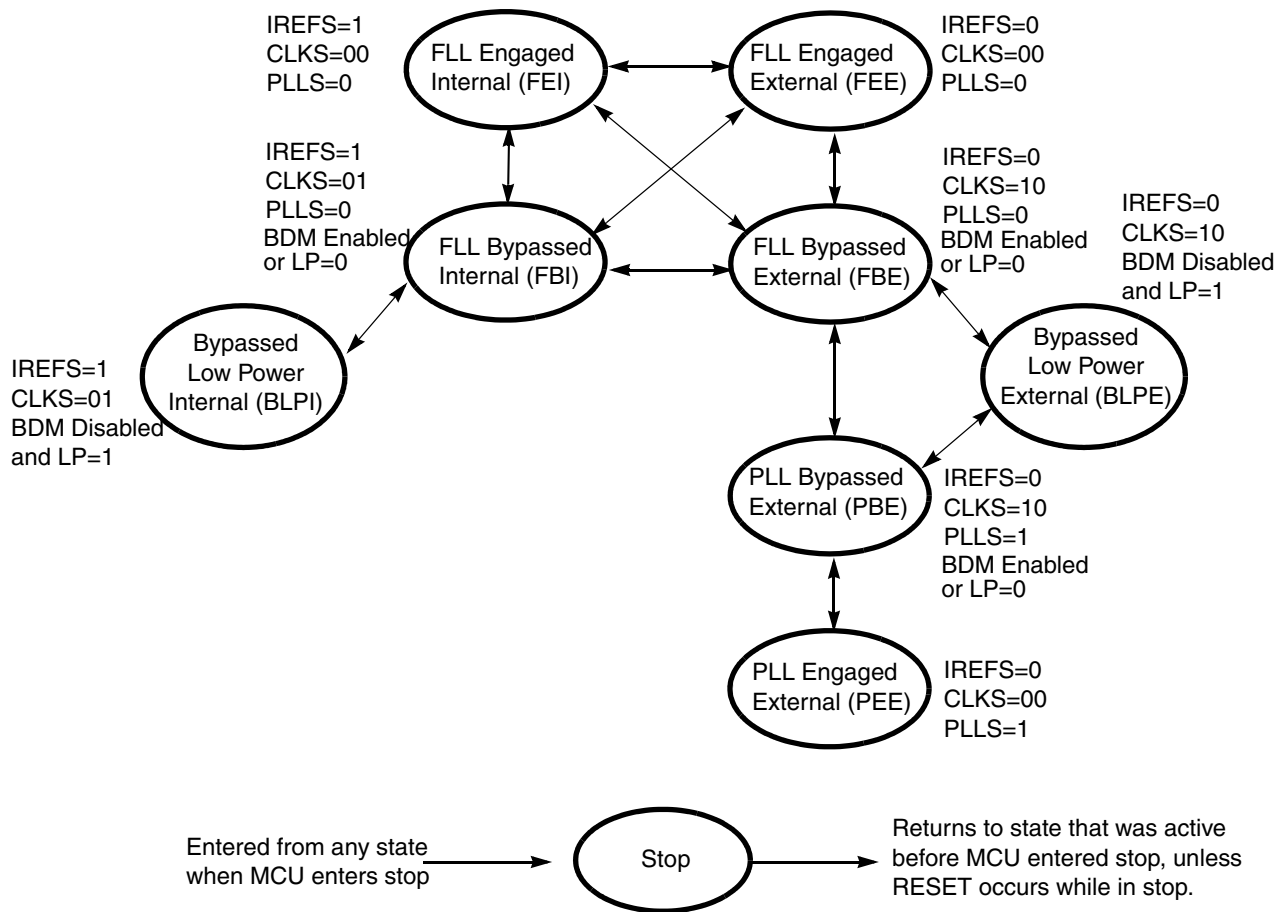 IREFS=1
CLKS=00
PLLS=0
FLL Engaged
Internal (FEI)
FLL Engaged
External (FEE)
IREFS=0
CLKS=00
PLLS=0
IREFS=1
CLKS=01
PLLS=0
BDM Enabled
or LP=0
FLL Bypassed
Internal (FBI)
FLL Bypassed
External (FBE)
IREFS=0
CLKS=10
PLLS=0
BDM Enabled
or LP=0
IREFS=0
CLKS=10
BDM Disabled
and LP=1
IREFS=1
CLKS=01
BDM Disabled
and LP=1
Bypassed
Low Power
Internal (BLPI)
Bypassed
Low Power
External (BLPE)
PLL Bypassed
External (PBE)
IREFS=0
CLKS=10
PLLS=1
BDM Enabled
or LP=0
PLL Engaged
External (PEE)
IREFS=0
CLKS=00
PLLS=1
Entered from any state
when MCU enters stop
Stop
Returns to state that was active
before MCU entered stop, unless
RESET occurs while in stop.